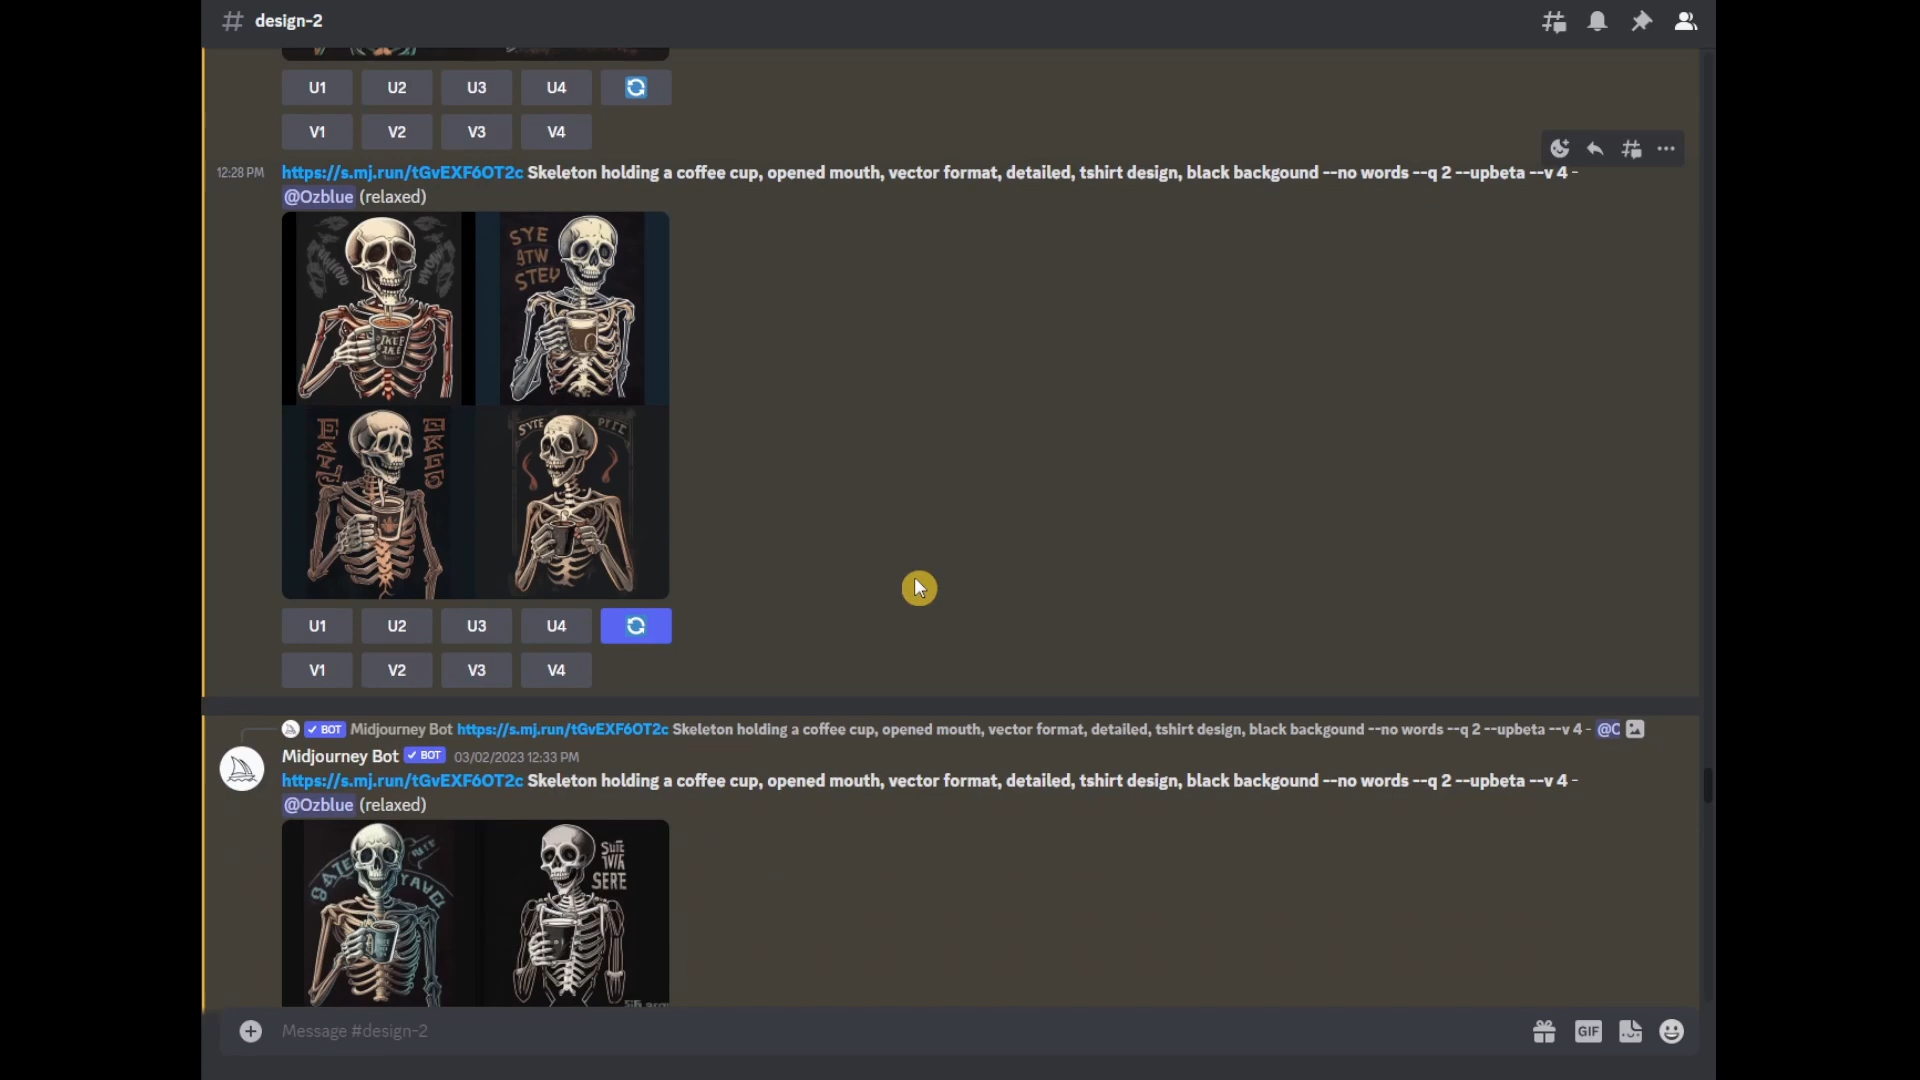 design-2
U1 U2 U3 U4
V1 V2 V3 V4
12:28 PM https://s.mj.run/tGvEXF6OT2c Skeleton holding a coffee cup, opened mouth, vector format, detailed, tshirt design, black backgound --no words --q 2 --upbeta --v 4 -
@Ozblue (relaxed)
SYE
STEU
SYTE PTTE
U1 U2 U3 U4
V1 V2 V3 V4
BOT Midjourney Bot https://s.mj.run/tGvEXF6OT2c Skeleton holding a coffee cup, opened mouth, vector format, detailed, tshirt design, black backgound --no words --q 2 --upbeta --v 4 -
Midjourney Bot BOT 03/02/2023 12:33 PM
https://s.mj.run/tGvEXF6OT2c Skeleton holding a coffee cup, opened mouth, vector format, detailed, tshirt design, black backgound --no words --q 2 --upbeta --v 4 -
@Ozblue (relaxed)
SERE
Message #design-2
GIF